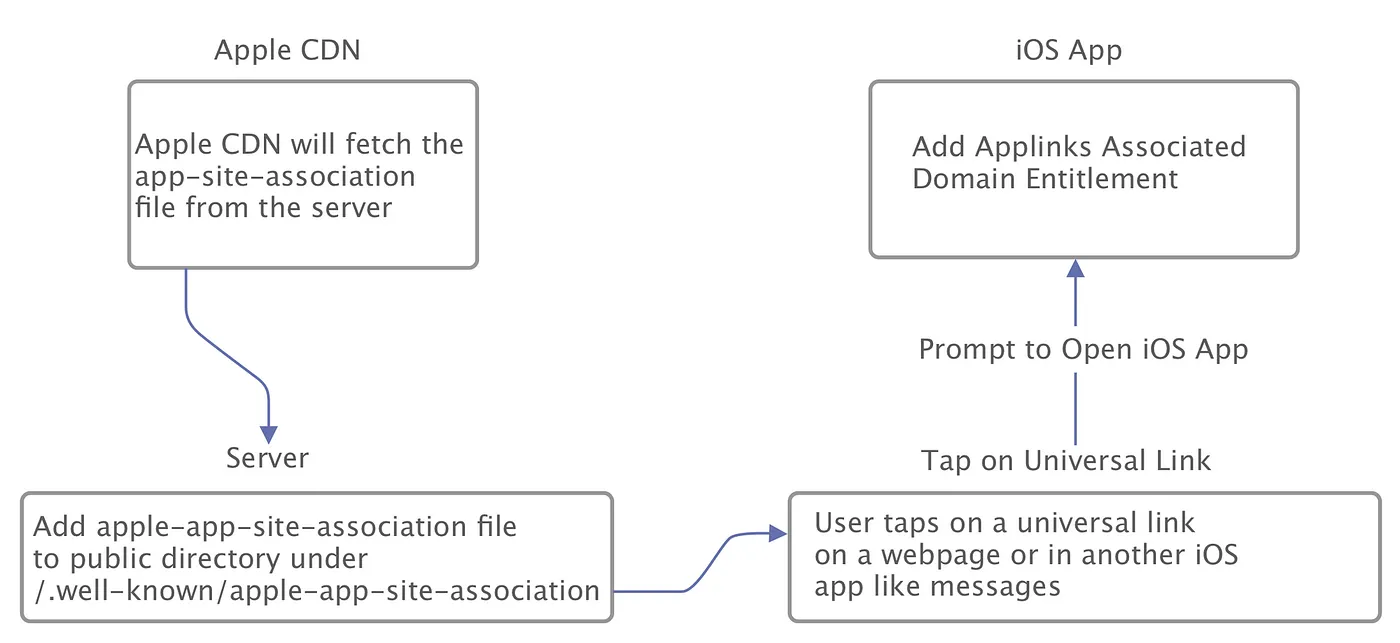 Apple CDN
Apple CDN will fetch the
app-site-association
file from the server
Server
Add apple-app-site-association file
to public directory under
/.well-known/apple-app-site-association
iOS App
Add Applinks Associated
Domain Entitlement
Prompt to Open iOS App
Tap on Universal Link
User taps on a universal link
on a webpage or in another iOS
app like messages